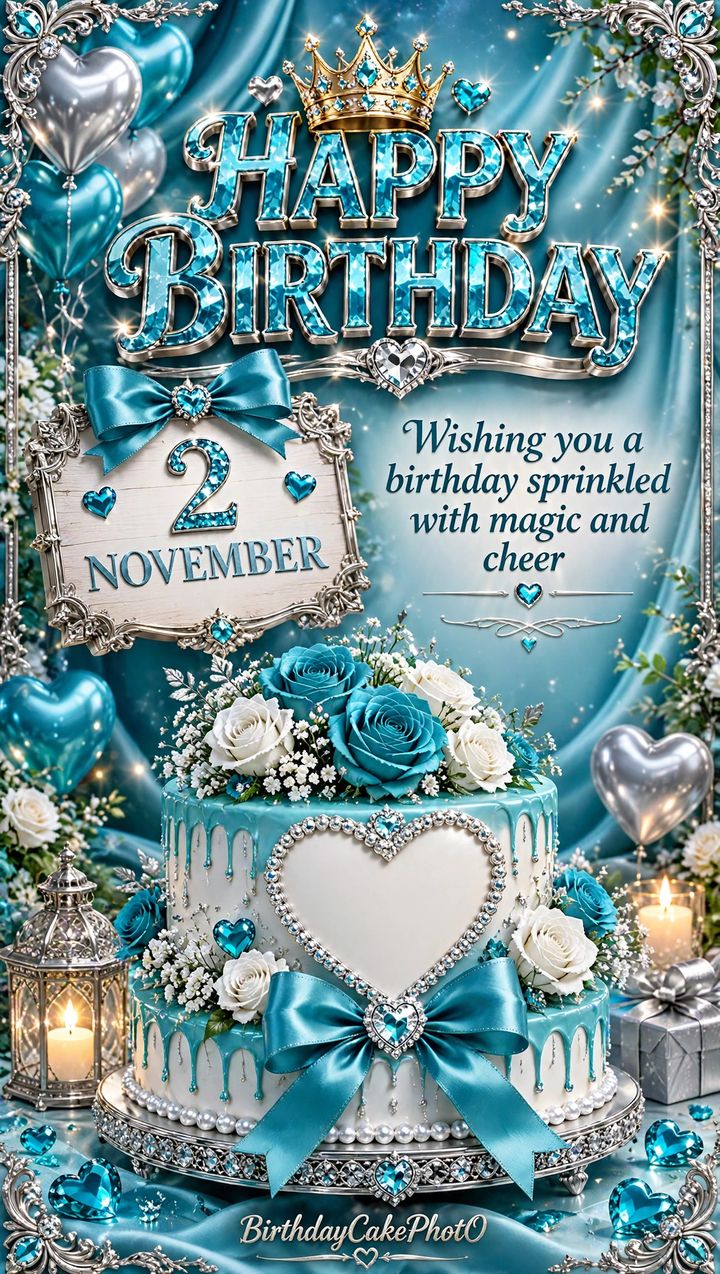 HAPPY
BIRTHDAY
2
NOVEMBER
Wishing you a
birthday sprinkled
with magic and
cheer
BirthdayCakePhotO